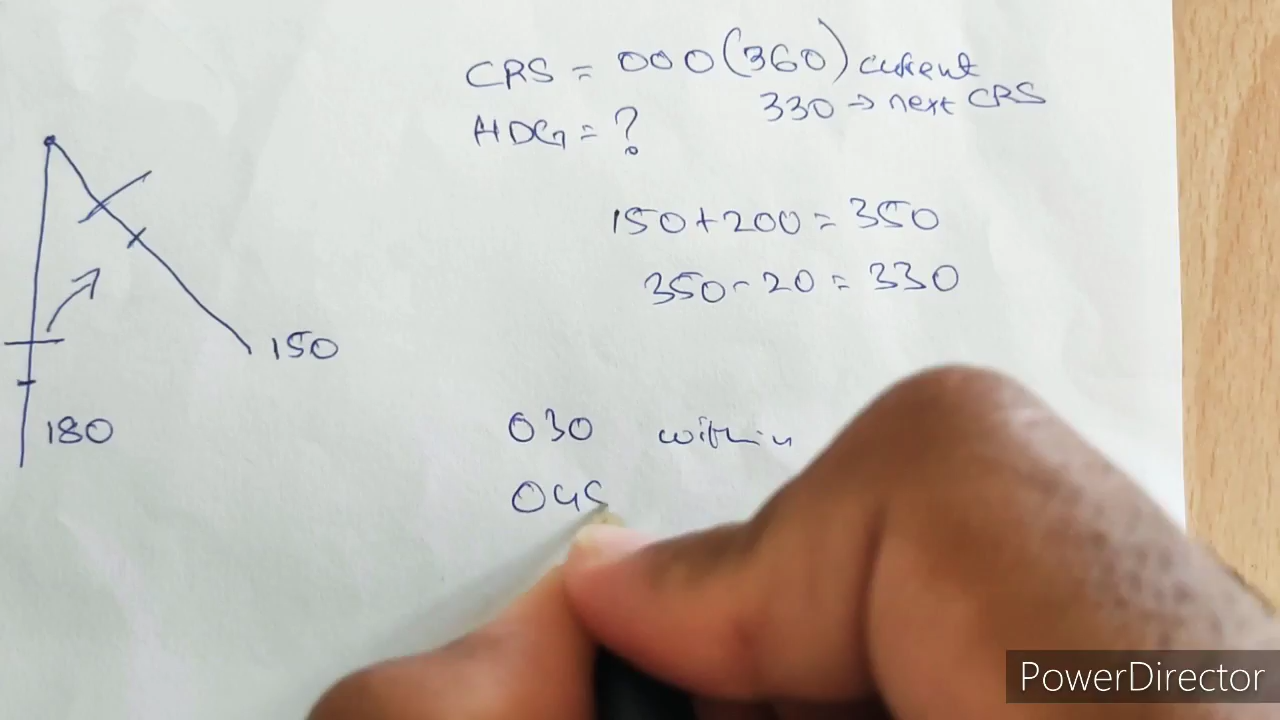 CRS = 000 (360) current
330 → next CRS
HDG = ?
150+200 = 350
350 - 20 = 330
150
180
030 within
045
PowerDirector